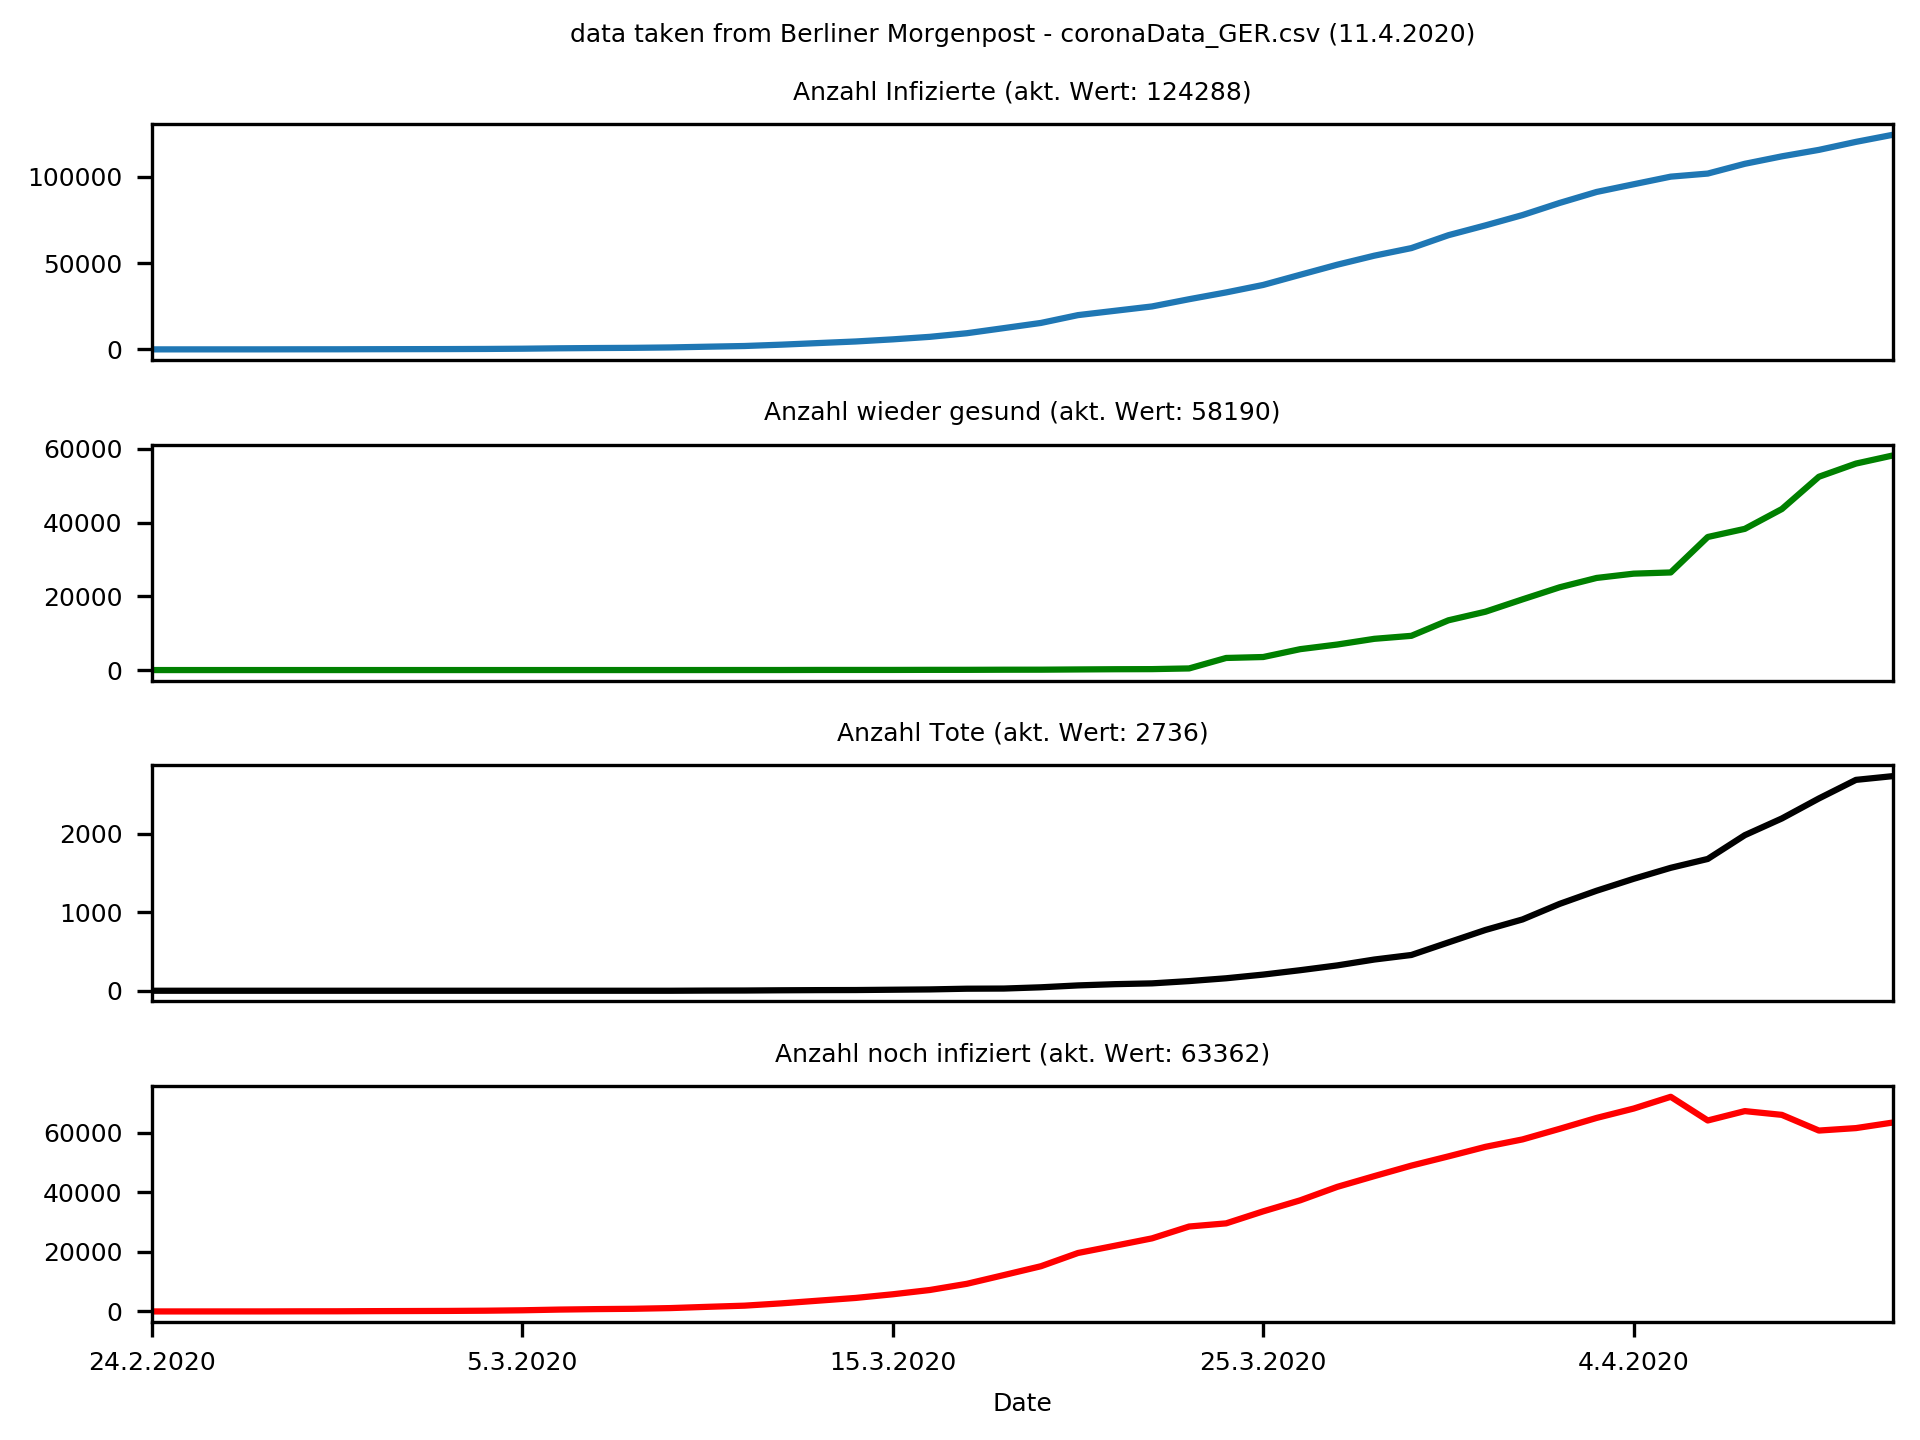 data taken from Berliner Morgenpost - coronaData_GER.csv (11.4.2020)
Anzahl Infizierte (akt. Wert: 124288)
100000
50000
0
Anzahl wieder gesund (akt. Wert: 58190)
60000
40000
20000
0
Anzahl Tote (akt. Wert: 2736)
2000
1000
0
Anzahl noch infiziert (akt. Wert: 63362)
60000
40000
20000
0
24.2.2020 5.3.2020 15.3.2020 25.3.2020 4.4.2020
Date